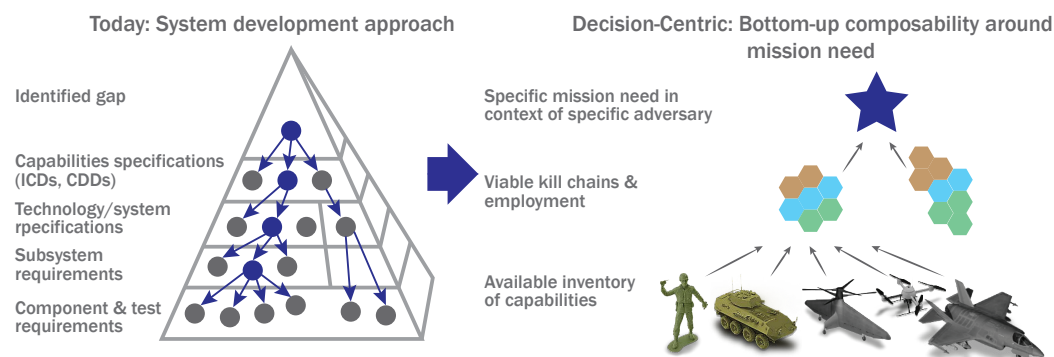 Today: System development approach
Identified gap
Capabilities specifications
(ICDs, CDDs)
Technology/system
rpecifications
Subsystem
requirements
Component & test
requirements
Decision-Centric: Bottom-up composability around
mission need
Specific mission need in
context of specific adversary
Viable kill chains &
employment
Available inventory
of capabilities